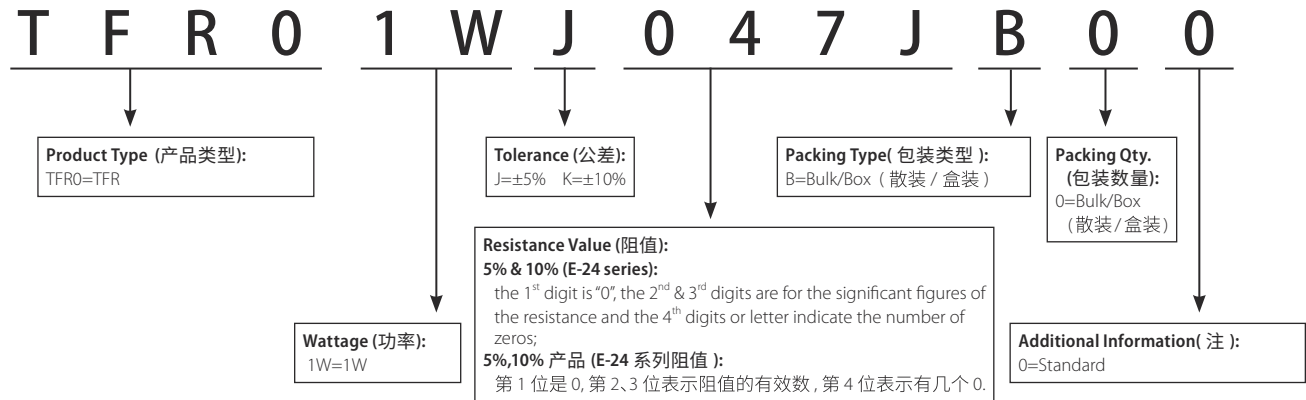 T F R 0 1 W J 0 4 7 J B 0 0
Product Type (产品类型):
TFR0=TFR
Tolerance (公差):
J=±5% K=±10%
Packing Type( 包装类型 ):
B=Bulk/Box ( 散装 / 盒装 )
Packing Qty.
(包装数量):
0=Bulk/Box
(散装/盒装)
Resistance Value (阻值):
5% & 10% (E-24 series):
the 1st digit is "0", the 2nd & 3rd digits are for the significant figures of
the resistance and the 4th digits or letter indicate the number of
zeros;
5%,10% 产品 (E-24 系列阻值 ):
第 1 位是 0, 第 2、3 位表示阻值的有效数 , 第 4 位表示有几个 0.
Wattage (功率):
1W=1W
Additional Information( 注 ):
0=Standard